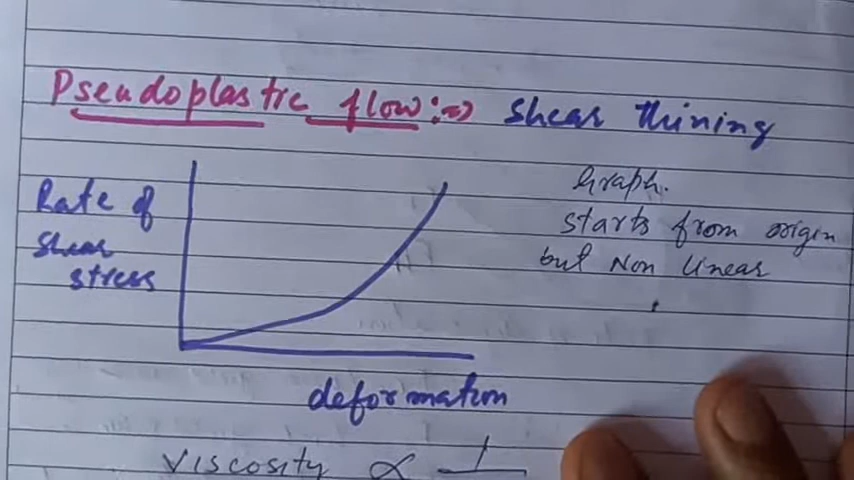 Pseudoplastic flow:⇒ Shear thining
Graph.
starts from origin
but Non linear
Rate of
shear
stress
deformation
Viscosity ∝ 1